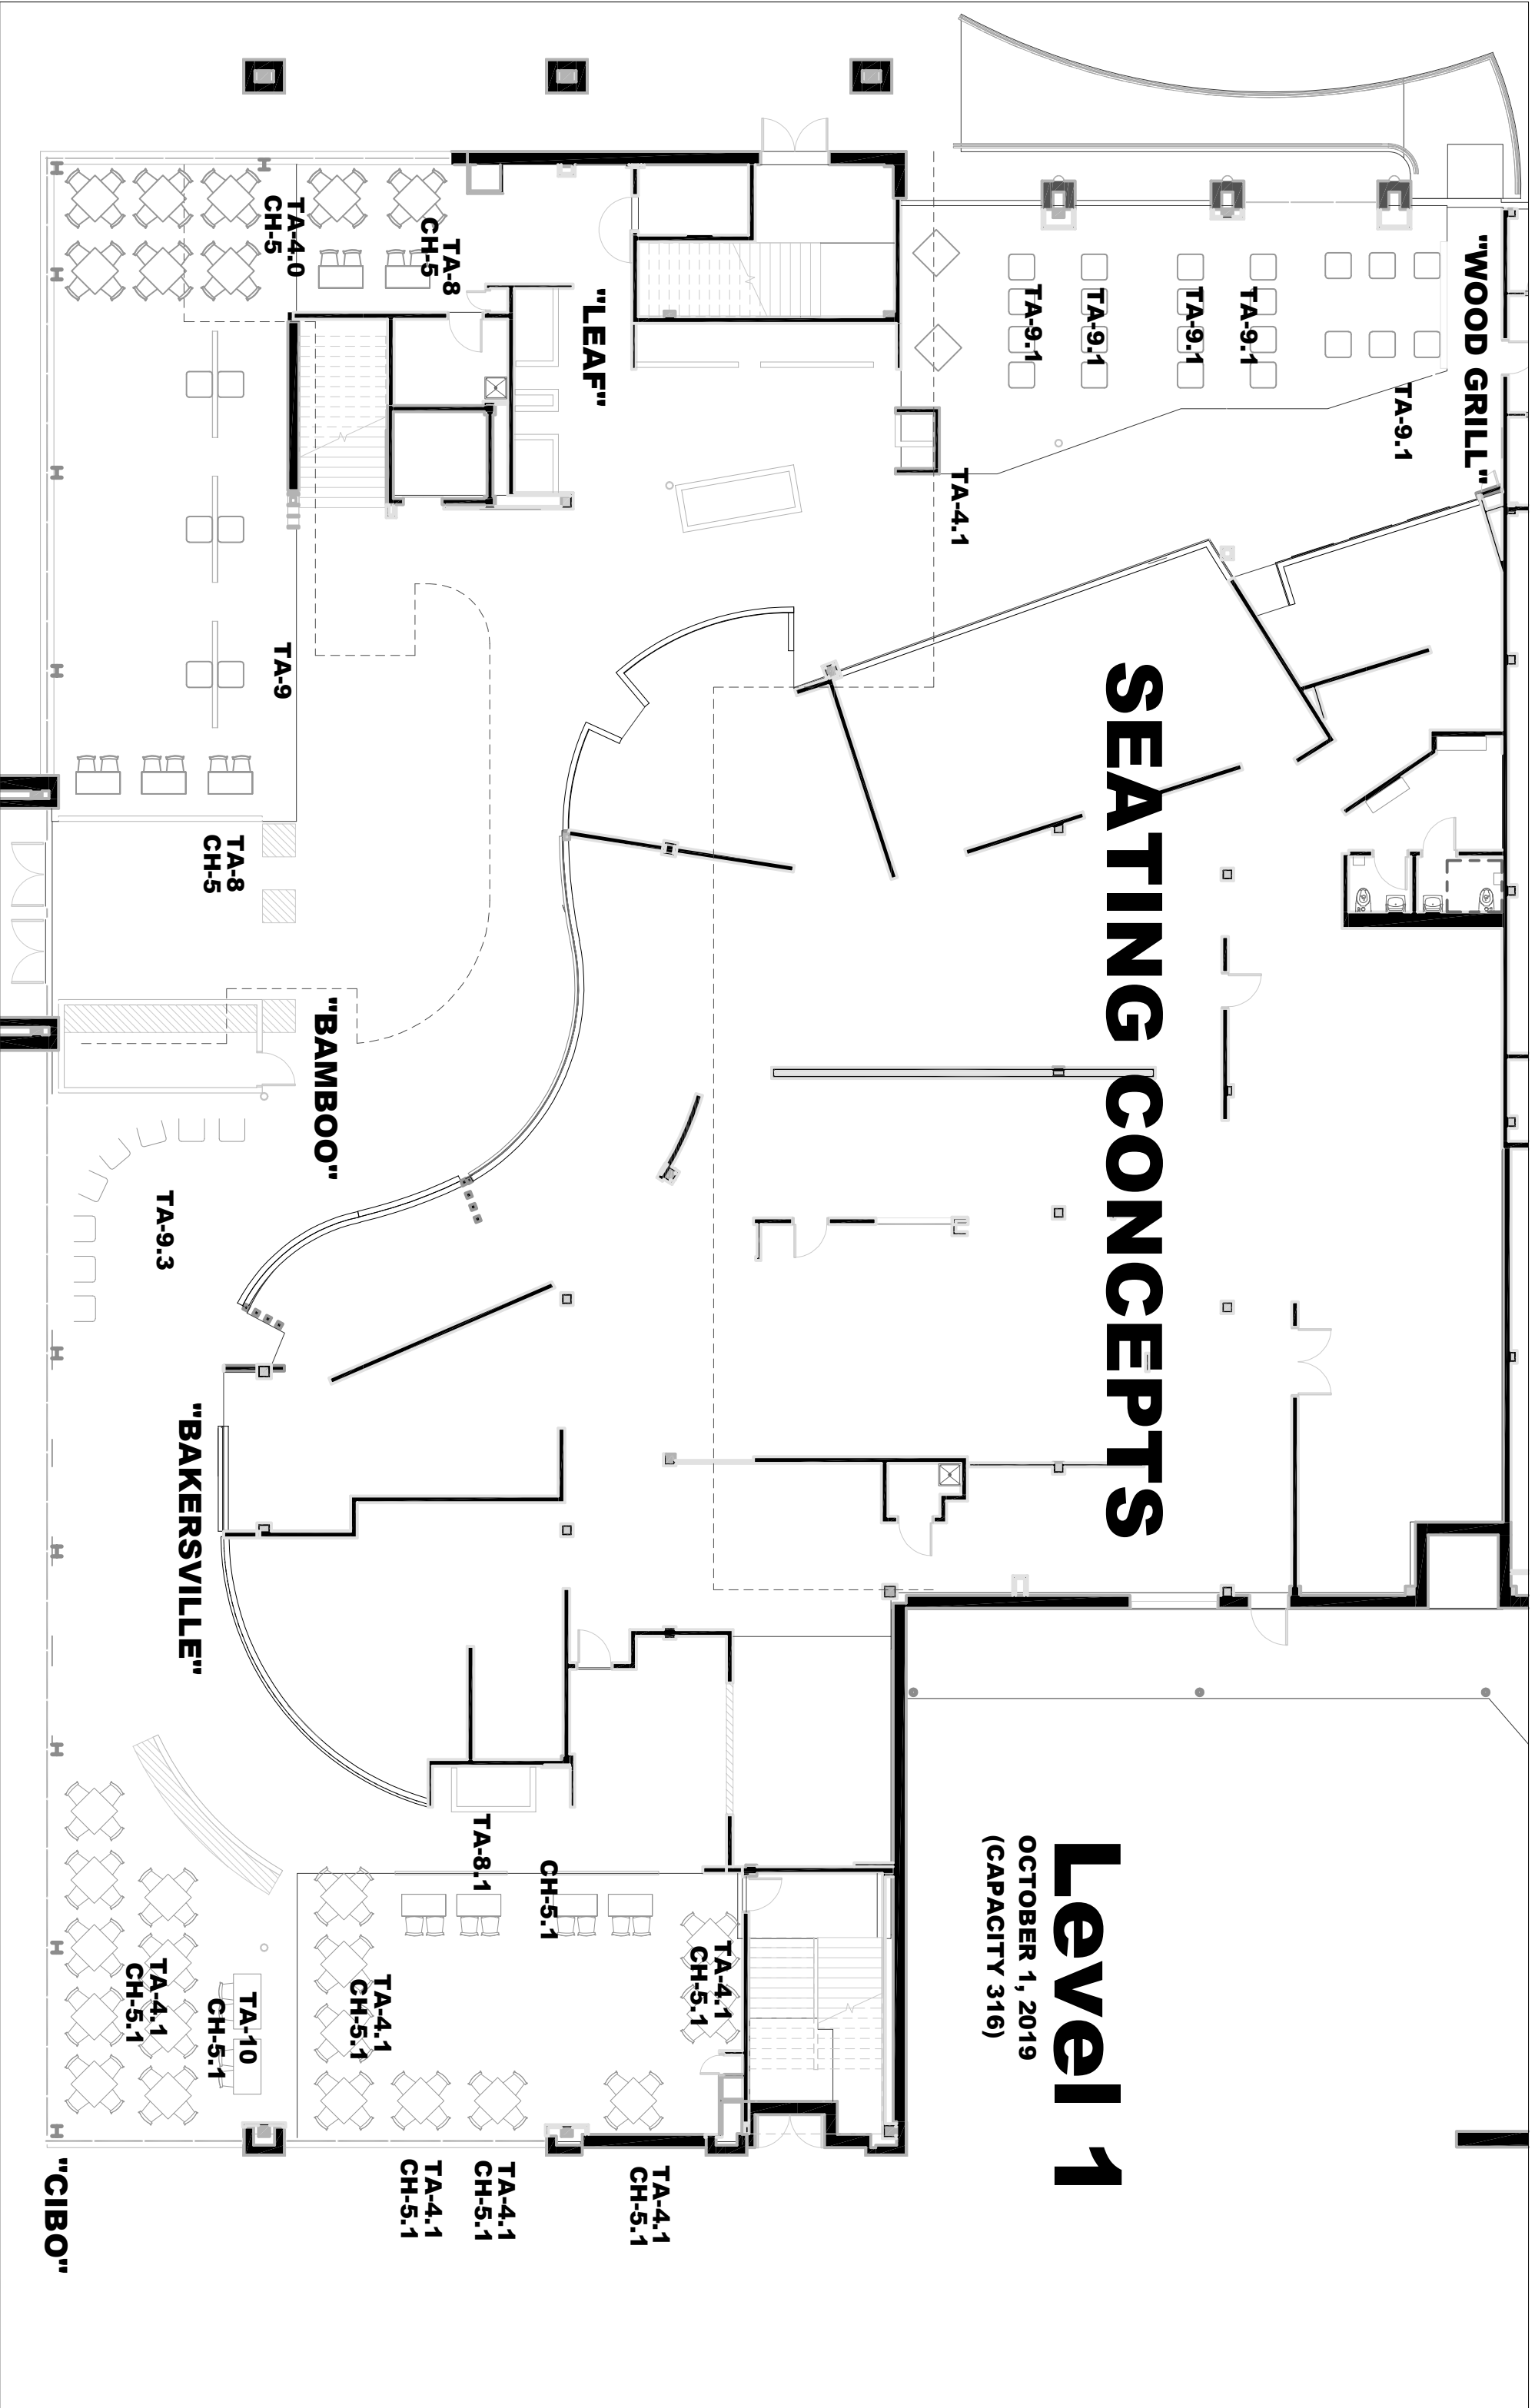 "WOOD GRILL"
TA-9.1
TA-9.1
TA-9.1
TA-9.1
TA-9.1
SEATING CONCEPTS
Level 1
OCTOBER 1, 2019
(CAPACITY 316)
TA-4.1
TA-4.1
CH-5.1
TA-4.1
CH-5.1
"LEAF"
CH-5.1
TA-4.1
CH-5.1
TA-8.1
TA-8
CH-5
TA-4.1
CH-5.1
TA-4.1
CH-5.1
"BAMBOO"
TA-4.0
CH-5
TA-9
TA-10
CH-5.1
TA-8
CH-5
"BAKERSVILLE"
TA-9.3
TA-4.1
CH-5.1
"CIBO"